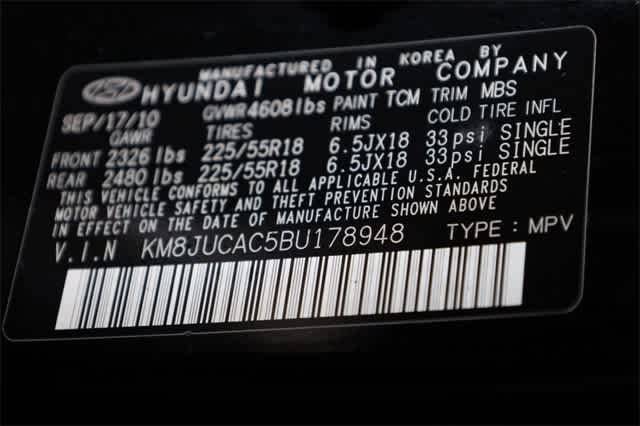 MANUFACTURED IN KOREA BY
HYUNDAI MOTOR COMPANY
SEP/17/10 GVWR4608lbs PAINT TCM TRIM MBS
GAWR TIRES RIMS COLD TIRE INFL
FRONT 2326 lbs 225/55R18 6.5JX18 33psi SINGLE
REAR 2480 lbs 225/55R18 6.5JX18 33psi SINGLE
THIS VEHICLE CONFORMS TO ALL APPLICABLE U.S.A. FEDERAL
MOTOR VEHICLE SAFETY AND THEFT PREVENTION STANDARDS
IN EFFECT ON THE DATE OF MANUFACTURE SHOWN ABOVE
V.I.N KM8JUCAC5BU178948 TYPE: MPV